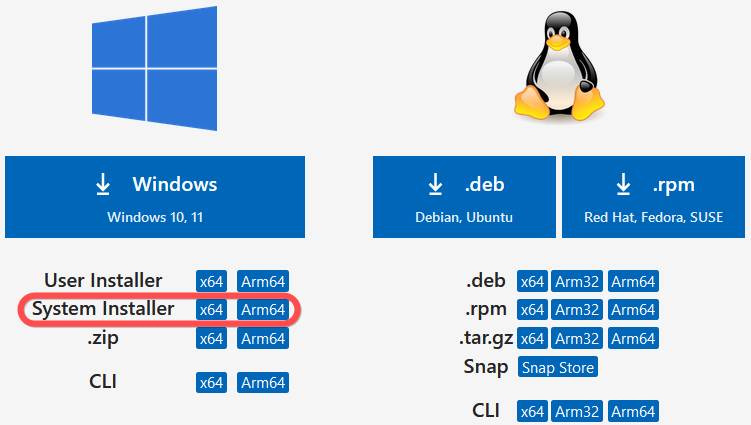 Windows
Windows 10, 11
User Installer x64 Arm64
System Installer x64 Arm64
.zip x64 Arm64
CLI x64 Arm64
.deb
Debian, Ubuntu
.rpm
Red Hat, Fedora, SUSE
.deb x64 Arm32 Arm64
.rpm x64 Arm32 Arm64
.tar.gz x64 Arm32 Arm64
Snap Snap Store
CLI x64 Arm32 Arm64